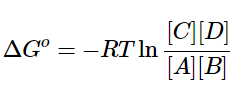 ΔG° = −RT ln [C][D] / [A][B]